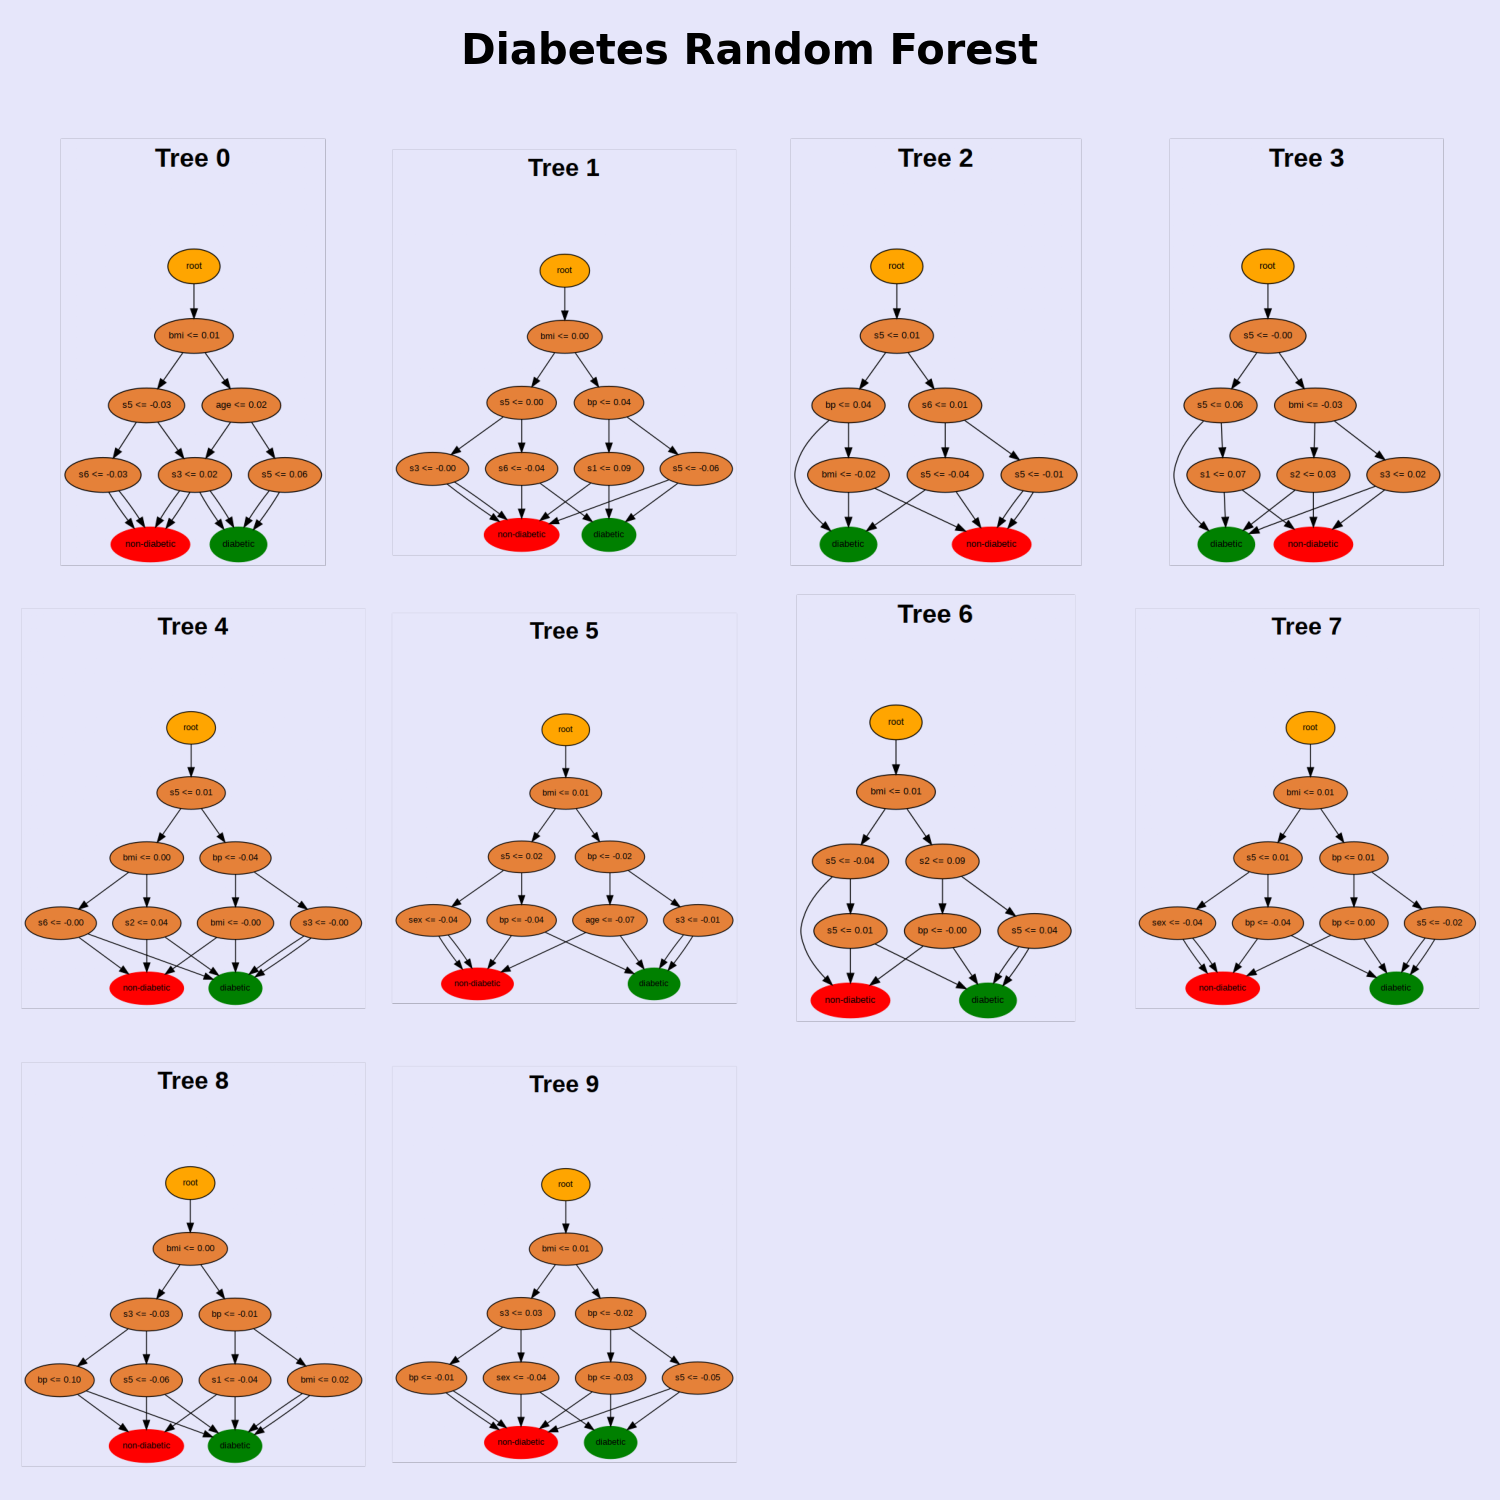 Diabetes Random Forest
Tree 0
root
bmi <= 0.01
s5 <= -0.03
age <= 0.02
s6 <= -0.03
s3 <= 0.02
s5 <= 0.06
non-diabetic
diabetic
Tree 1
root
bmi <= 0.00
s5 <= 0.00
bp <= 0.04
s3 <= -0.00
s6 <= -0.04
s1 <= 0.09
s5 <= -0.06
non-diabetic
diabetic
Tree 2
root
s5 <= 0.01
bp <= 0.04
s6 <= 0.01
bmi <= -0.02
s5 <= -0.04
s5 <= -0.01
diabetic
non-diabetic
Tree 3
root
s5 <= -0.00
s5 <= 0.06
bmi <= -0.03
s1 <= 0.07
s2 <= 0.03
s3 <= 0.02
diabetic
non-diabetic
Tree 4
root
s5 <= 0.01
bmi <= 0.00
bp <= -0.04
s6 <= -0.00
s2 <= 0.04
bmi <= -0.00
s3 <= -0.00
non-diabetic
diabetic
Tree 5
root
bmi <= 0.01
s5 <= 0.02
bp <= -0.02
sex <= -0.04
bp <= -0.04
age <= -0.07
s3 <= -0.01
non-diabetic
diabetic
Tree 6
root
bmi <= 0.01
s5 <= -0.04
s2 <= 0.09
s5 <= 0.01
bp <= -0.00
s5 <= 0.04
non-diabetic
diabetic
Tree 7
root
bmi <= 0.01
s5 <= 0.01
bp <= 0.01
sex <= -0.04
bp <= -0.04
bp <= 0.00
s5 <= -0.02
non-diabetic
diabetic
Tree 8
root
bmi <= 0.00
s3 <= -0.03
bp <= -0.01
bp <= 0.10
s5 <= -0.06
s1 <= -0.04
bmi <= 0.02
non-diabetic
diabetic
Tree 9
root
bmi <= 0.01
s3 <= 0.03
bp <= -0.02
bp <= -0.01
sex <= -0.04
bp <= -0.03
s5 <= -0.05
non-diabetic
diabetic